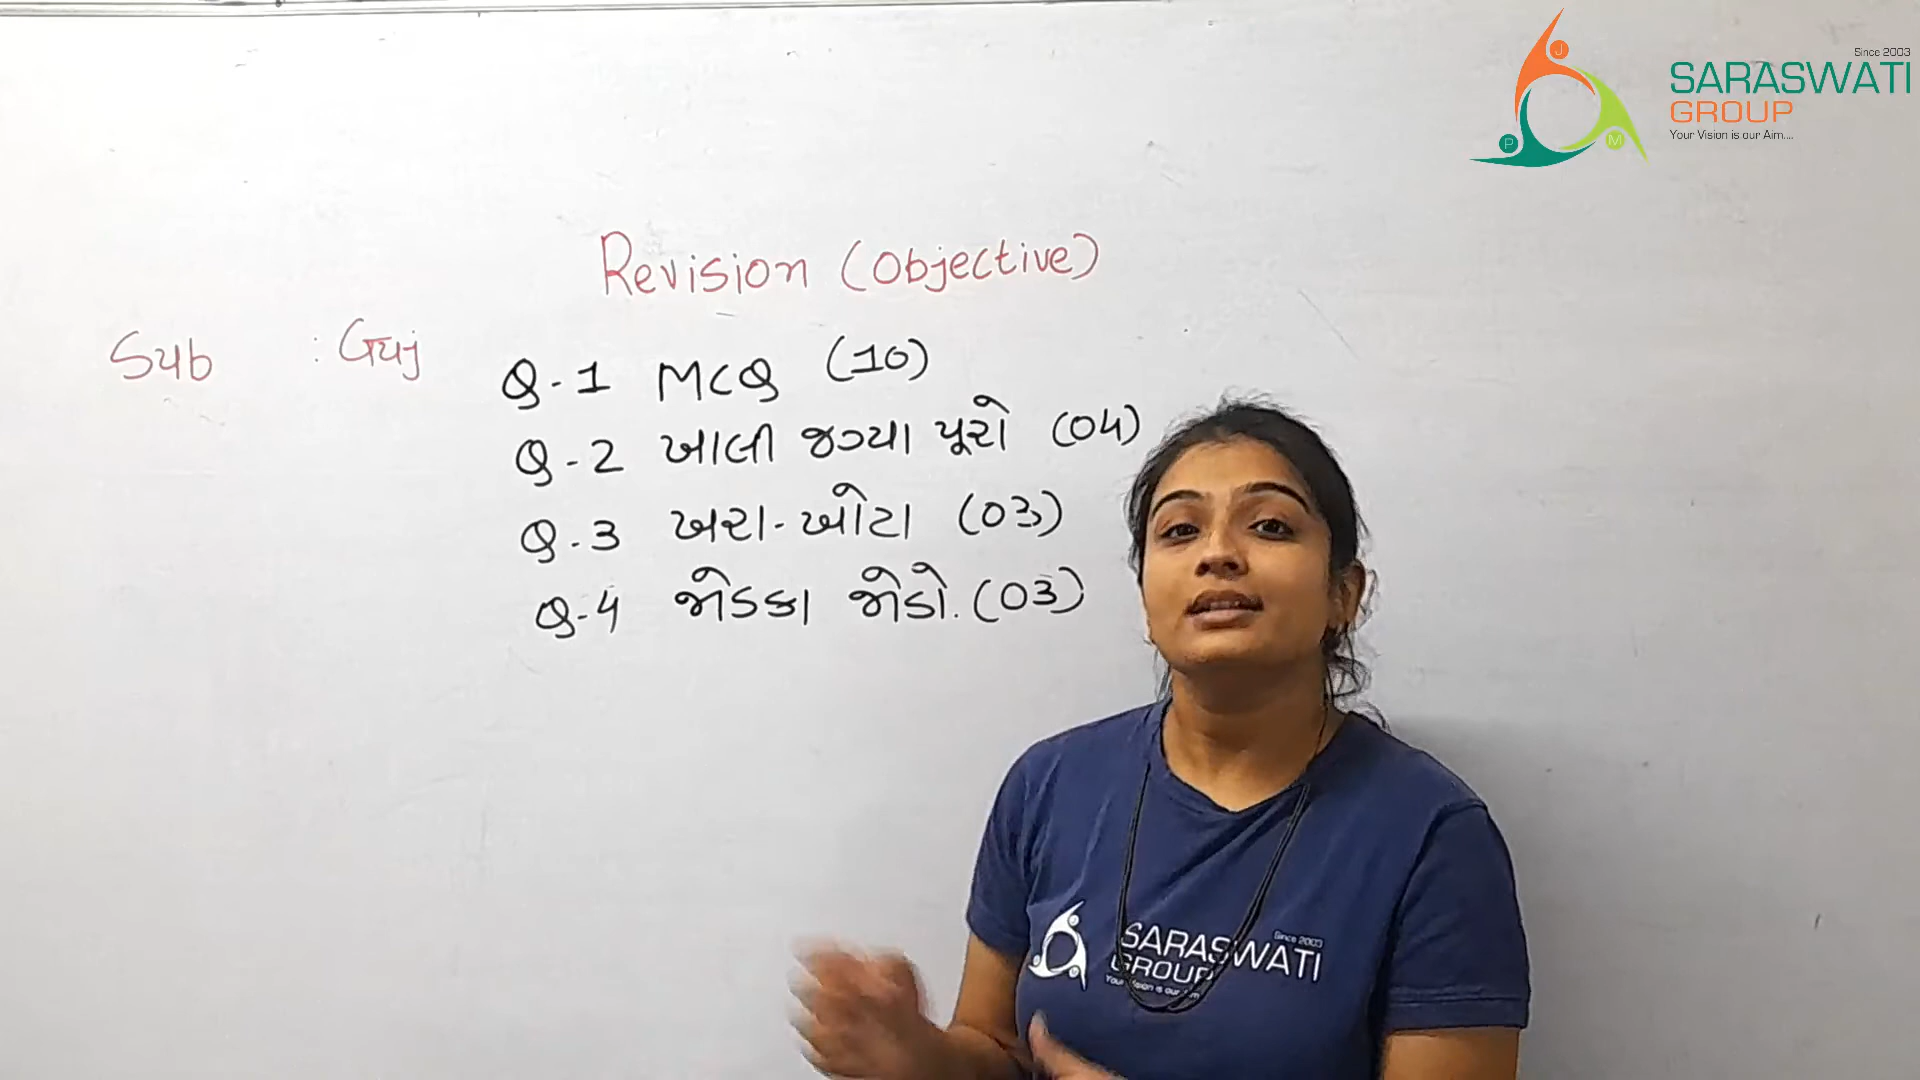 Since 2003
SARASWATI
GROUP
Your Vision is our Aim....
J
P
M
Revision (Objective)
Sub : Guj
Q-1 MCQ (10)
Q-2 ખાલી જગ્યા પૂરો (04)
Q.3 ખરા-ખોટા (03)
Q-4 જોડકા જોડો. (03)
Since 2003
SARASWATI
GROUP